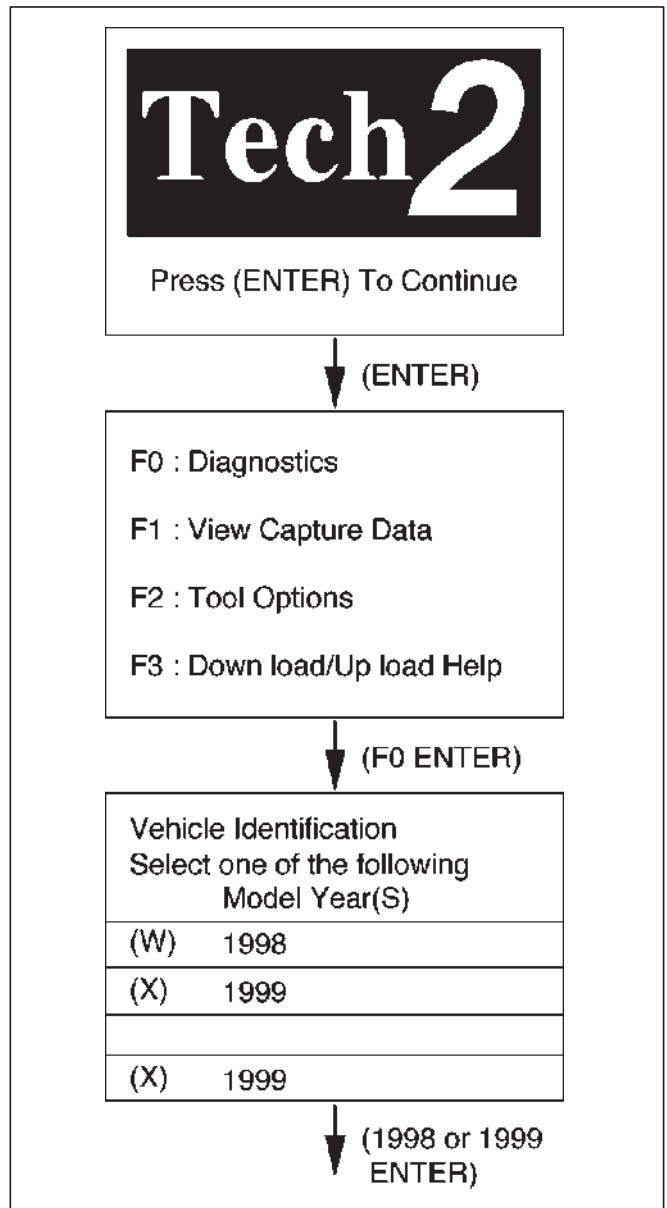 Tech 2
Press (ENTER) To Continue
(ENTER)
F0 : Diagnostics
F1 : View Capture Data
F2 : Tool Options
F3 : Down load/Up load Help
(F0 ENTER)
Vehicle Identification
Select one of the following
Model Year(S)
(W) 1998
(X) 1999
(X) 1999
(1998 or 1999
ENTER)